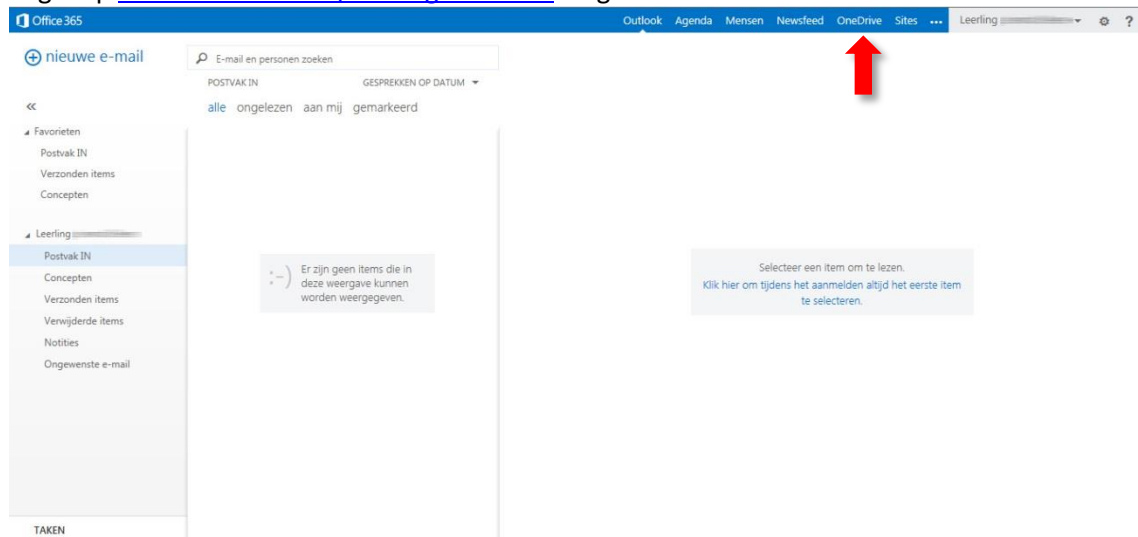 Office 365
Outlook Agenda Mensen Newsfeed OneDrive Sites ••• Leerling ?
nieuwe e-mail
E-mail en personen zoeken
POSTVAK IN GESPREKKEN OP DATUM
alle ongelezen aan mij gemarkeerd
«
Favorieten
Postvak IN
Verzonden items
Concepten
Leerling
Postvak IN
Concepten
Verzonden items
Verwijderde items
Notities
Ongewenste e-mail
TAKEN
:-)
Er zijn geen items die in
deze weergave kunnen
worden weergegeven.
Selecteer een item om te lezen.
Klik hier om tijdens het aanmelden altijd het eerste item
te selecteren.